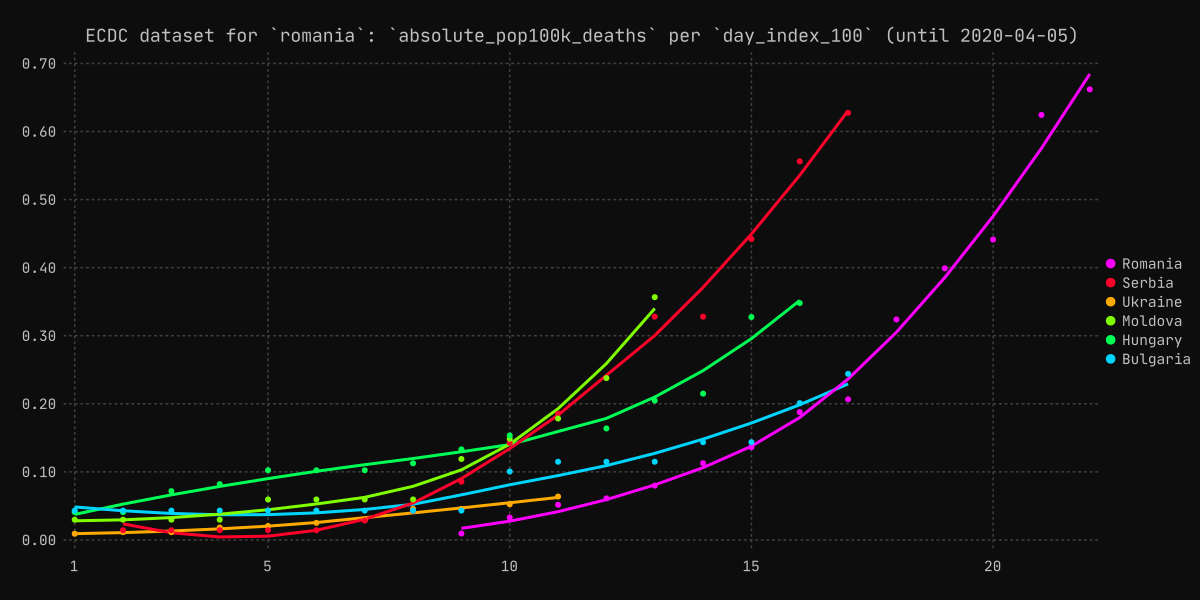 ECDC dataset for `romania`: `absolute_pop100k_deaths` per `day_index_100` (until 2020-04-05)
0.70
0.60
0.50
0.40
0.30
0.20
0.10
0.00
1 5 10 15 20
Romania
Serbia
Ukraine
Moldova
Hungary
Bulgaria